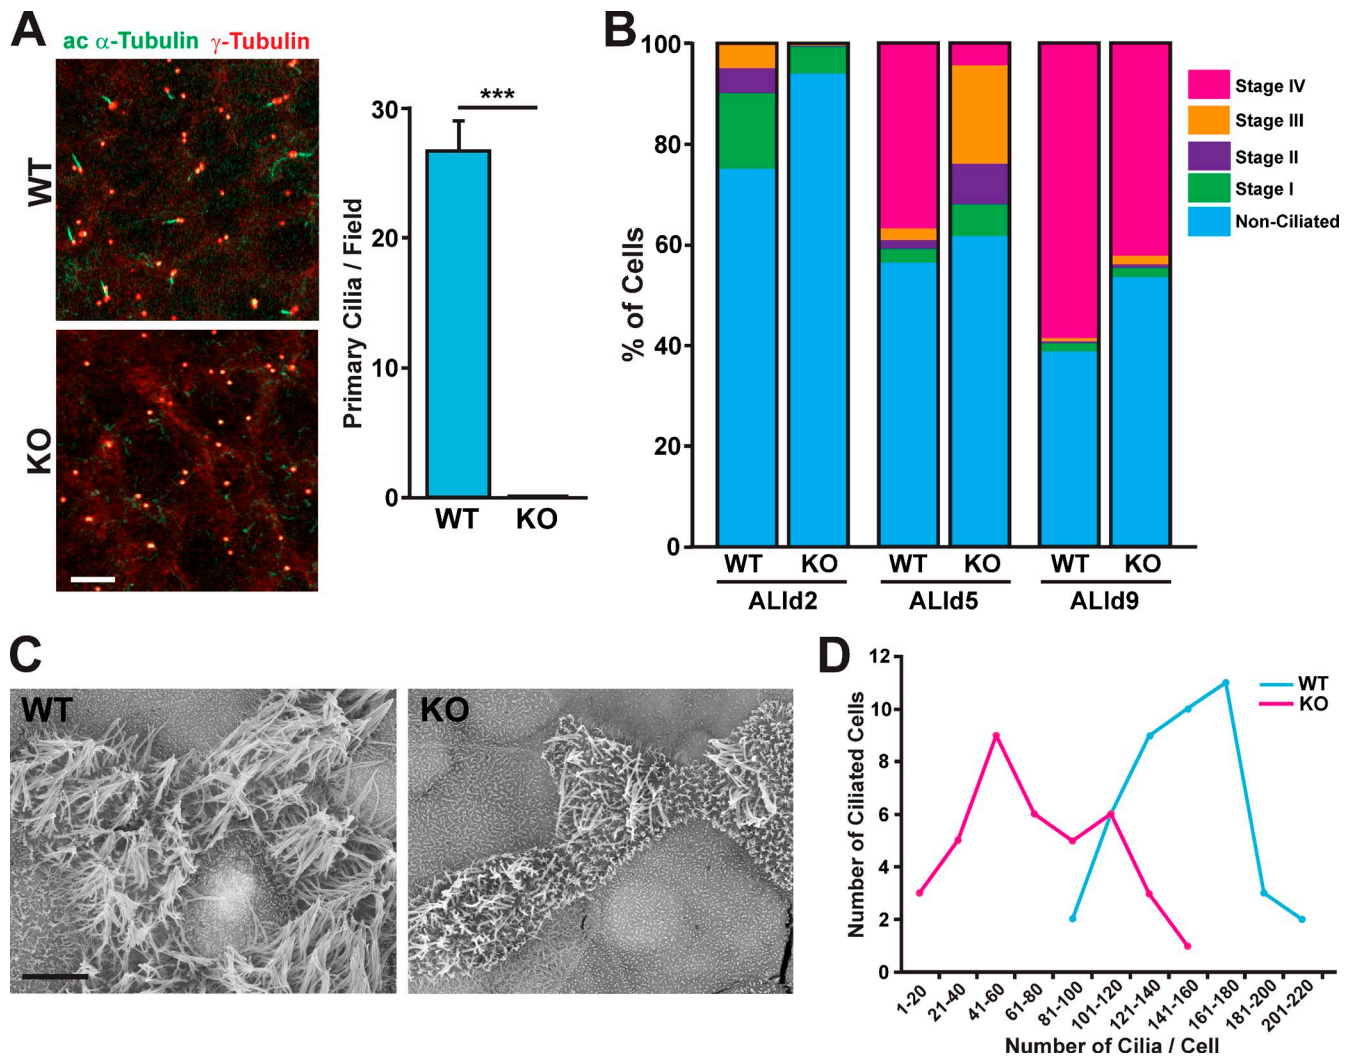 A
ac α-Tubulin γ-Tubulin
WT
KO
Primary Cilia / Field
30
20
10
0
***
WT KO
B
% of Cells
100
80
60
40
20
0
WT KO WT KO WT KO
ALId2 ALId5 ALId9
Stage IV
Stage III
Stage II
Stage I
Non-Ciliated
C
WT
KO
D
Number of Ciliated Cells
12
10
8
6
4
2
0
WT
KO
1-20 21-40 41-60 61-80 81-100 101-120 121-140 141-160 161-180 181-200 201-220
Number of Cilia / Cell